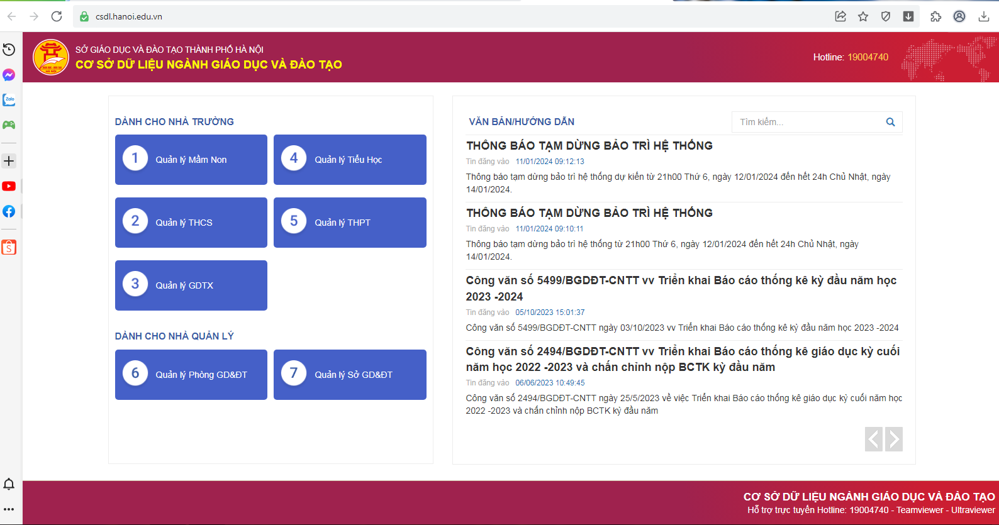 csdl.hanoi.edu.vn
SỞ GIÁO DỤC VÀ ĐÀO TẠO THÀNH PHỐ HÀ NỘI
CƠ SỞ DỮ LIỆU NGÀNH GIÁO DỤC VÀ ĐÀO TẠO
Hotline: 19004740
HÀ NỘI
Zalo
DÀNH CHO NHÀ TRƯỜNG
1 Quản lý Mầm Non
4 Quản lý Tiểu Học
2 Quản lý THCS
5 Quản lý THPT
3 Quản lý GDTX
DÀNH CHO NHÀ QUẢN LÝ
6 Quản lý Phòng GD&ĐT
7 Quản lý Sở GD&ĐT
VĂN BẢN/HƯỚNG DẪN
Tìm kiếm...
THÔNG BÁO TẠM DỪNG BẢO TRÌ HỆ THỐNG
Tin đăng vào 11/01/2024 09:12:13
Thông báo tạm dừng bảo trì hệ thống dự kiến từ 21h00 Thứ 6, ngày 12/01/2024 đến hết 24h Chủ Nhật, ngày
14/01/2024.
THÔNG BÁO TẠM DỪNG BẢO TRÌ HỆ THỐNG
Tin đăng vào 11/01/2024 09:10:11
Thông báo tạm dừng bảo trì hệ thống từ 21h00 Thứ 6, ngày 12/01/2024 đến hết 24h Chủ Nhật, ngày
14/01/2024.
Công văn số 5499/BGDĐT-CNTT vv Triển khai Báo cáo thống kê kỳ đầu năm học
2023 -2024
Tin đăng vào 05/10/2023 15:01:37
Công văn số 5499/BGDĐT-CNTT ngày 03/10/2023 vv Triển khai Báo cáo thống kê kỳ đầu năm học 2023 -2024
Công văn số 2494/BGDĐT-CNTT vv Triển khai Báo cáo thống kê giáo dục kỳ cuối
năm học 2022 -2023 và chấn chỉnh nộp BCTK kỳ đầu năm
Tin đăng vào 06/06/2023 10:49:45
Công văn số 2494/BGDĐT-CNTT ngày 25/5/2023 về việc Triển khai Báo cáo thống kê giáo dục kỳ cuối năm học
2022 -2023 và chấn chỉnh nộp BCTK kỳ đầu năm
CƠ SỞ DỮ LIỆU NGÀNH GIÁO DỤC VÀ ĐÀO TẠO
Hỗ trợ trực tuyến Hotline: 19004740 - Teamviewer - Ultraviewer